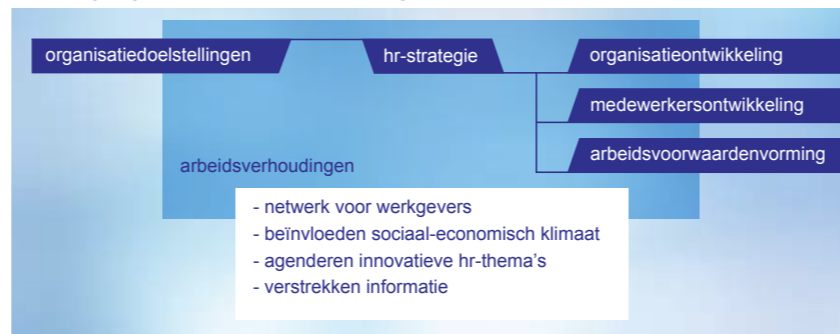 organisatiedoelstellingen
hr-strategie
organisatieontwikkeling
medewerkersontwikkeling
arbeidsvoorwaardenvorming
arbeidsverhoudingen
- netwerk voor werkgevers
- beïnvloeden sociaal-economisch klimaat
- agenderen innovatieve hr-thema's
- verstrekken informatie